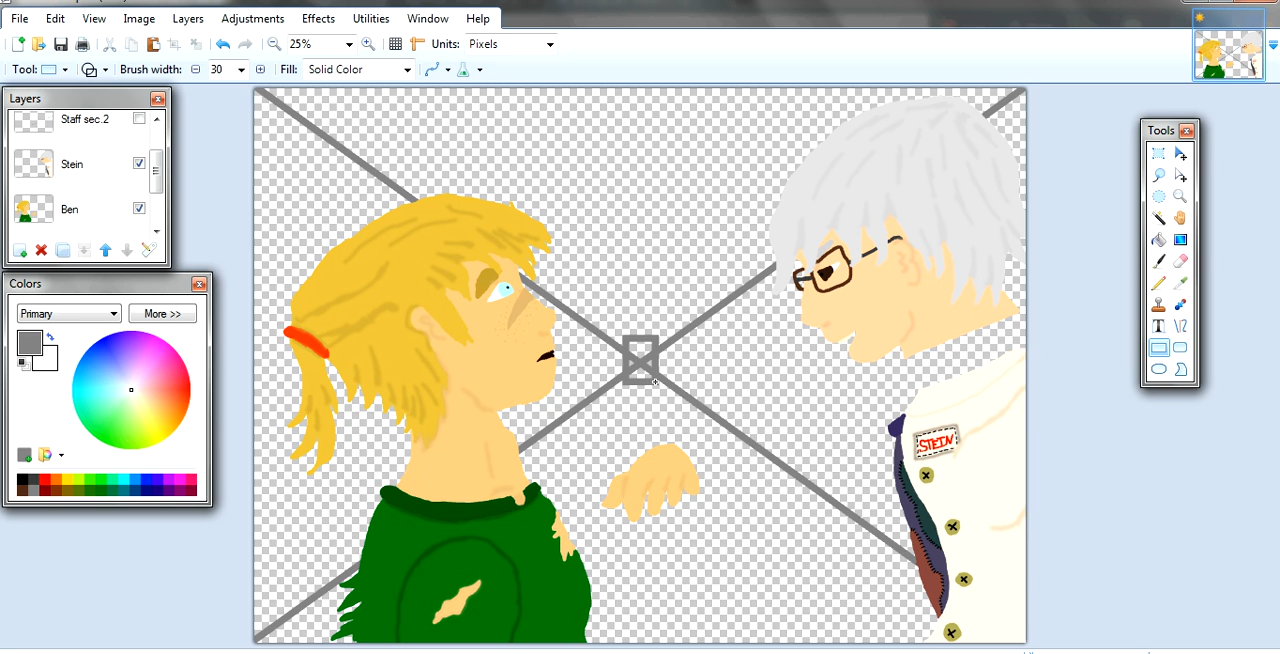 File Edit View Image Layers Adjustments Effects Utilities Window Help
25% Units: Pixels
Tool: Brush width: 30 Fill: Solid Color
Layers
Staff sec.2
Stein
Ben
Colors
Primary More >>
Tools
STEIN